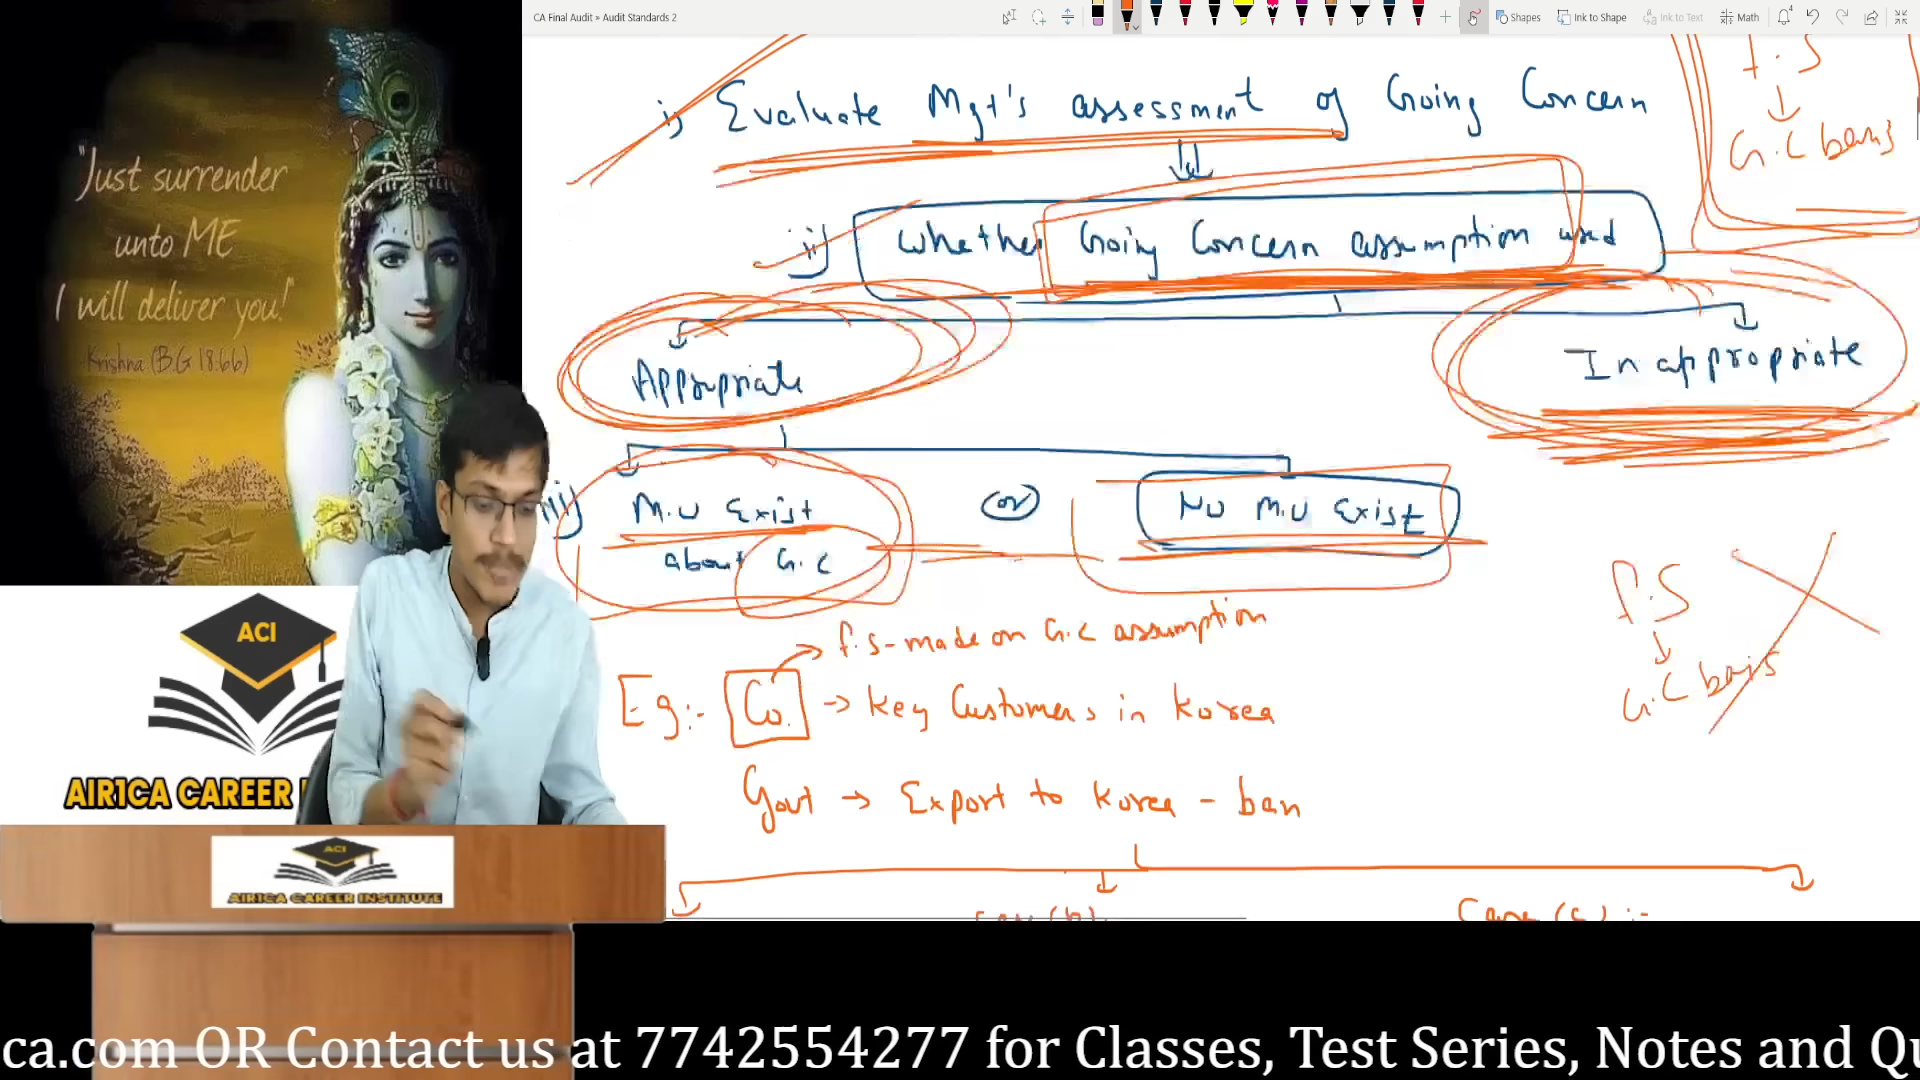 CA Final Audit » Audit Standards 2
Shapes
Ink to Shape
Ink to Text
Math
f.S
G.C basis
"Just surrender
unto ME
I will deliver you!"
-Krishna (B.G 18.66)
i) Evaluate Mgt's assessment of Going Concern
ii) Whether Going Concern assumption used
Appropriate
Inappropriate
iii) M.U Exist
about G.C
or
No M.U Exist
f.S
G.C basis
f.s-made on G.C assumption
Eg:- Co. → Key Customers in Korea
Govt → Export to Korea - ban
Case (c) :-
ACI
AIR1CA CAREER I
ACI
AIR1CA CAREER INSTITUTE
ca.com OR Contact us at 7742554277 for Classes, Test Series, Notes and Qu